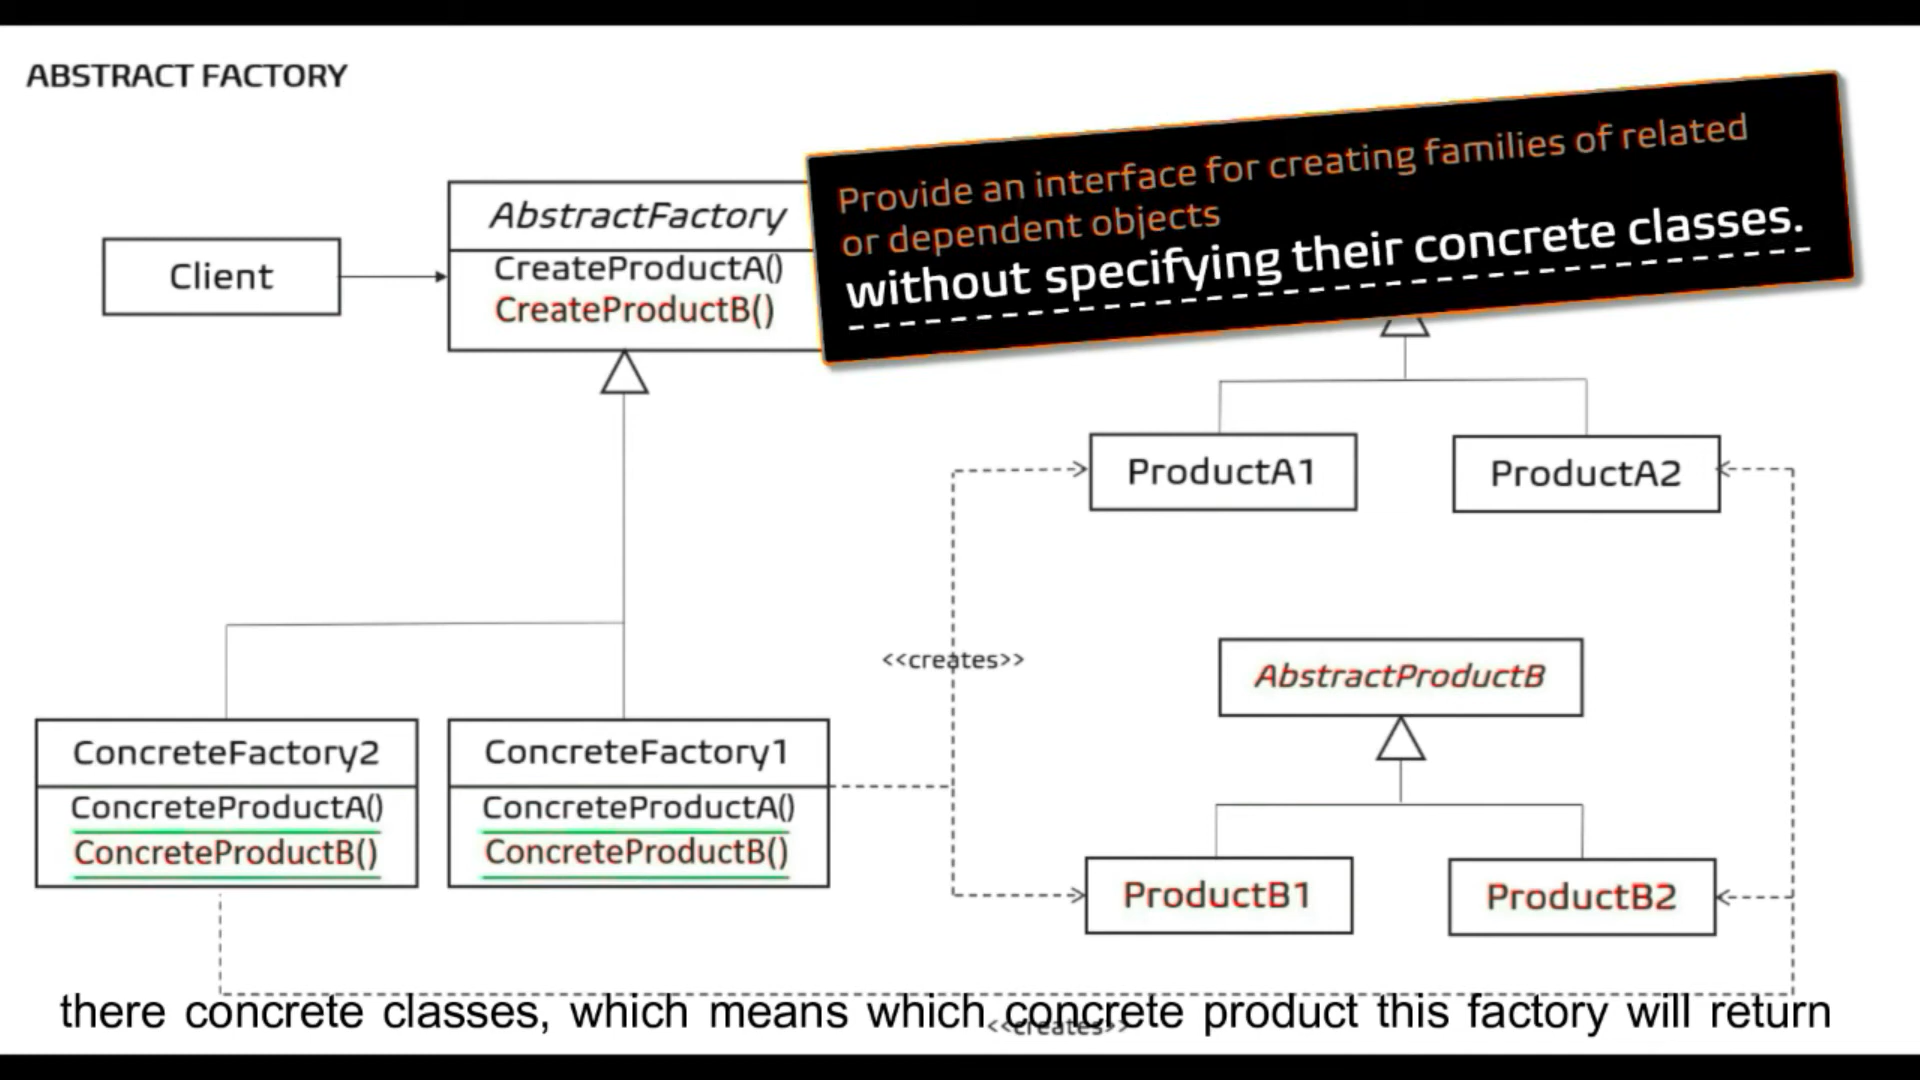 ABSTRACT FACTORY
Provide an interface for creating families of related
or dependent objects
without specifying their concrete classes.
Client
AbstractFactory
CreateProductA()
CreateProductB()
ProductA1
ProductA2
<<creates>>
AbstractProductB
ConcreteFactory2
ConcreteProductA()
ConcreteProductB()
ConcreteFactory1
ConcreteProductA()
ConcreteProductB()
ProductB1
ProductB2
<<creates>>
there concrete classes, which means which concrete product this factory will return